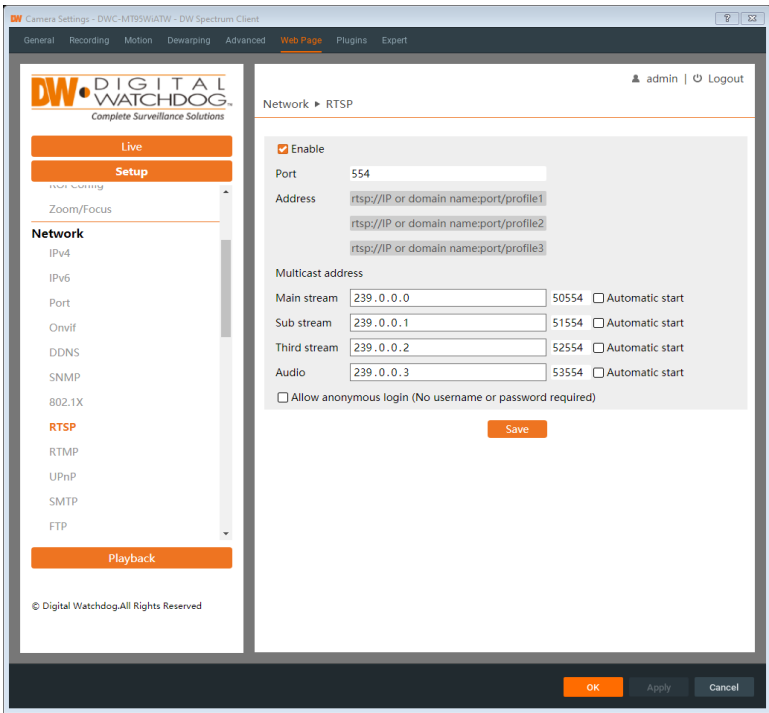 DW Camera Settings - DWC-MT95WiATW - DW Spectrum Client
General Recording Motion Dewarping Advanced Web Page Plugins Expert
DW DIGITAL WATCHDOG
Complete Surveillance Solutions
admin | Logout
Network ▸ RTSP
Live
Setup
ROI Config
Zoom/Focus
Network
IPv4
IPv6
Port
Onvif
DDNS
SNMP
802.1X
RTSP
RTMP
UPnP
SMTP
FTP
Playback
© Digital Watchdog.All Rights Reserved
Enable
Port 554
Address rtsp://IP or domain name:port/profile1
rtsp://IP or domain name:port/profile2
rtsp://IP or domain name:port/profile3
Multicast address
Main stream 239.0.0.0 50554 Automatic start
Sub stream 239.0.0.1 51554 Automatic start
Third stream 239.0.0.2 52554 Automatic start
Audio 239.0.0.3 53554 Automatic start
Allow anonymous login (No username or password required)
Save
OK Apply Cancel